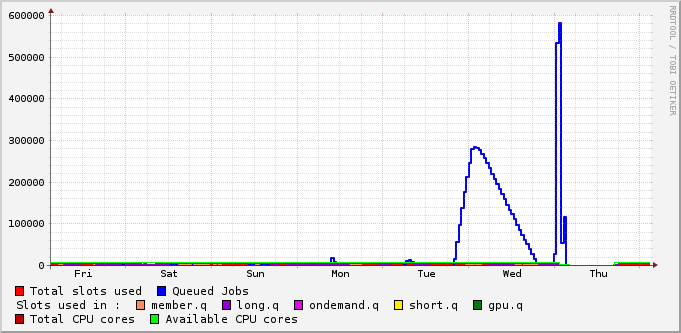 RRDTOOL / TOBI OETIKER
600000
500000
400000
300000
200000
100000
0
Fri Sat Sun Mon Tue Wed Thu
Total slots used Queued Jobs
Slots used in : member.q long.q ondemand.q short.q gpu.q
Total CPU cores Available CPU cores